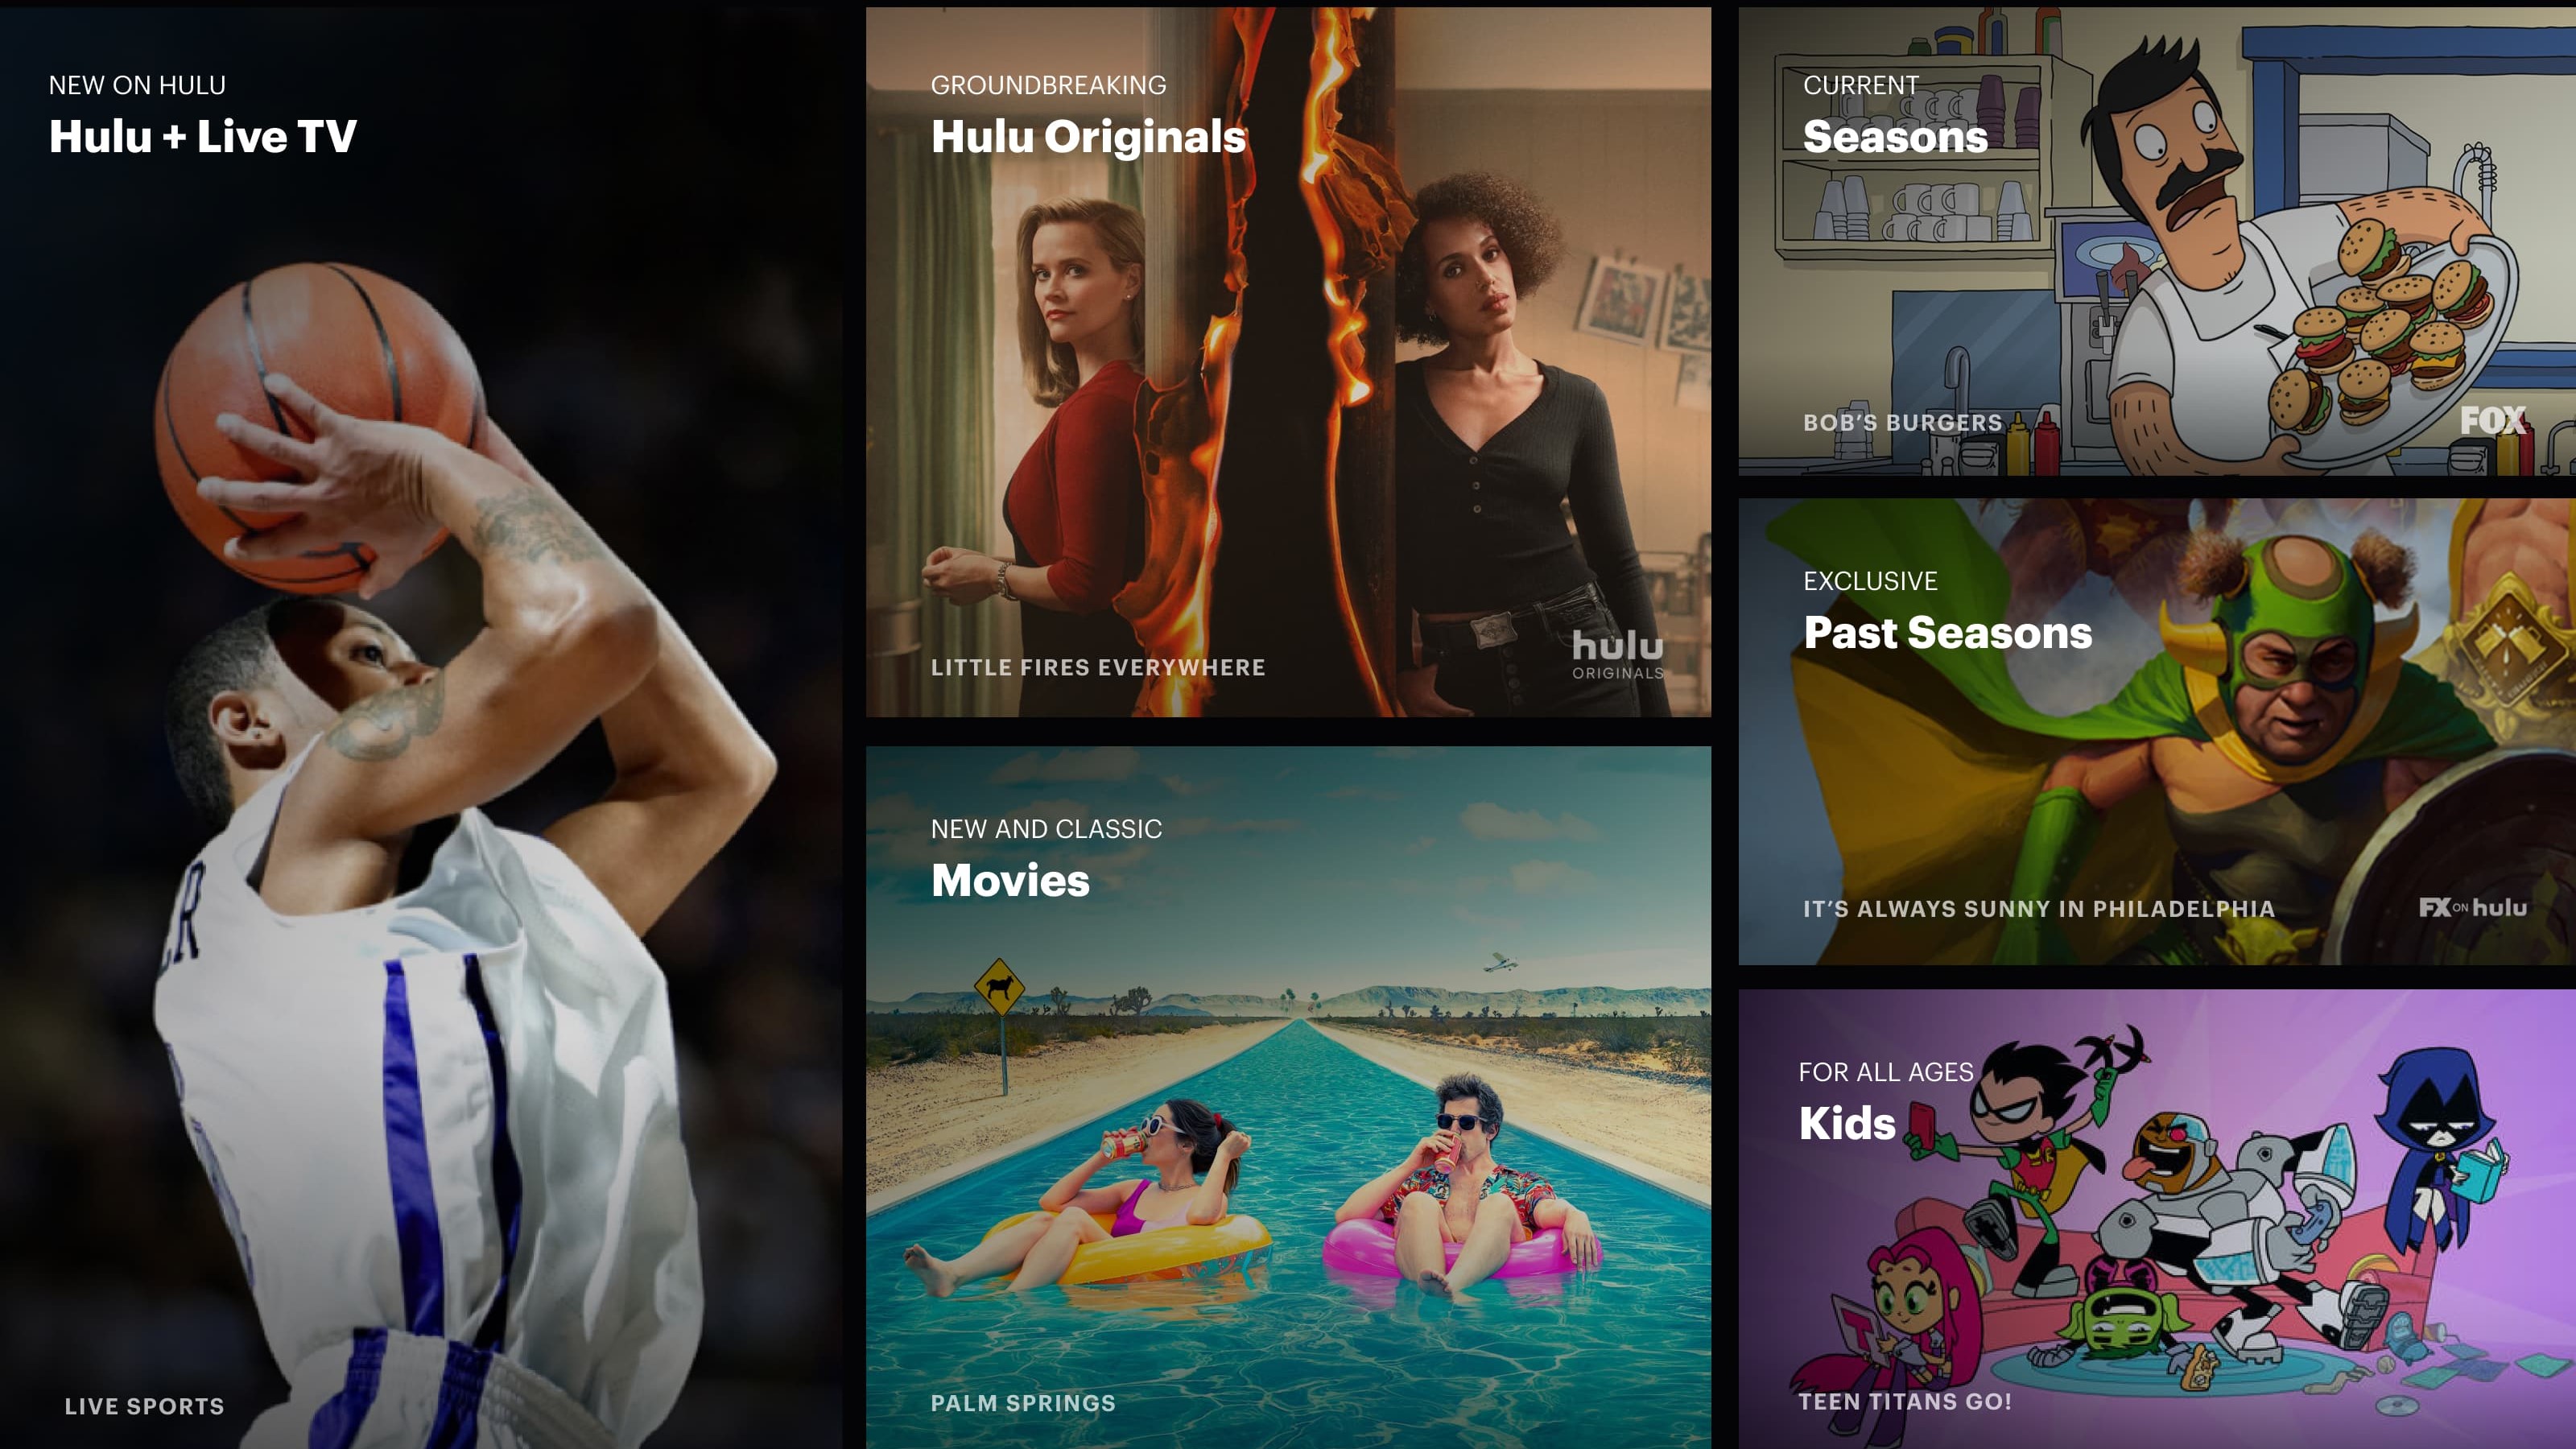 NEW ON HULU
Hulu + Live TV
LIVE SPORTS
GROUNDBREAKING
Hulu Originals
LITTLE FIRES EVERYWHERE
hulu
ORIGINALS
NEW AND CLASSIC
Movies
PALM SPRINGS
CURRENT
Seasons
BOB’S BURGERS
FOX
EXCLUSIVE
Past Seasons
IT’S ALWAYS SUNNY IN PHILADELPHIA
FX ON hulu
FOR ALL AGES
Kids
TEEN TITANS GO!